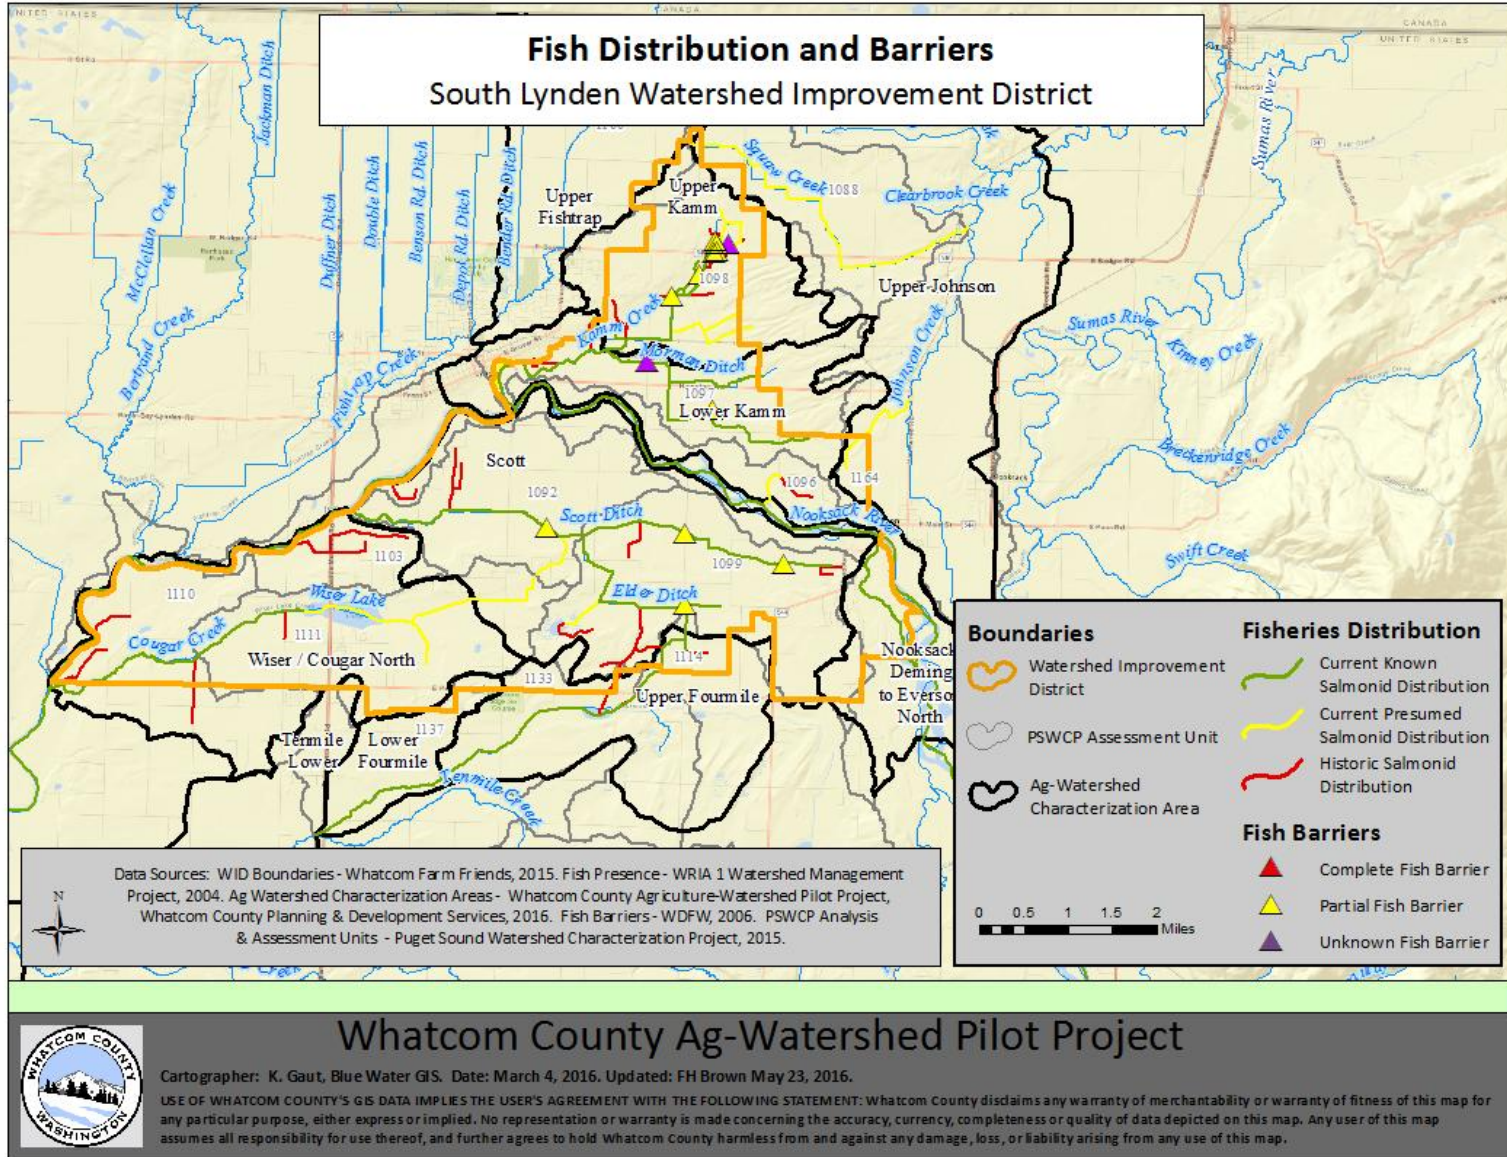 Fish Distribution and Barriers
South Lynden Watershed Improvement District
UNITED STATES
CANADA
CANADA
UNITED STATES
Jackman Ditch
McClellan Creek
Bertrand Creek
Duffner Ditch
Double Ditch
Benson Rd. Ditch
Depot Rd. Ditch
Bender Rd. Ditch
Fishtrap Creek
Upper
Fishtrap
Upper
Kamm
Squaw Creek
1088
Clearbrook Creek
Sumas River
Upper Johnson
Johnson Creek
Sumas River
Kinney Creek
Breckenridge Creek
Swift Creek
1098
Kamm Creek
Mormon Ditch
1097
Lower Kamm
Scott
1092
Scott Ditch
1096
1164
Nooksack River
1103
1099
1110
Wiser Lake
Elder Ditch
Cougar Creek
1111
Wiser / Cougar North
1114
1133
Upper Fourmile
Nooksack
Deming
to Everson
North
1137
Tenmile
Lower
Lower
Fourmile
Tenmile Creek
Boundaries
Watershed Improvement
District
PSWCP Assessment Unit
Ag-Watershed
Characterization Area
Fisheries Distribution
Current Known
Salmonid Distribution
Current Presumed
Salmonid Distribution
Historic Salmonid
Distribution
Fish Barriers
Complete Fish Barrier
Partial Fish Barrier
Unknown Fish Barrier
0 0.5 1 1.5 2
Miles
N
Data Sources: WID Boundaries - Whatcom Farm Friends, 2015. Fish Presence - WRIA 1 Watershed Management
Project, 2004. Ag Watershed Characterization Areas - Whatcom County Agriculture-Watershed Pilot Project,
Whatcom County Planning & Development Services, 2016. Fish Barriers - WDFW, 2006. PSWCP Analysis
& Assessment Units - Puget Sound Watershed Characterization Project, 2015.
WHATCOM COUNTY
WASHINGTON
Whatcom County Ag-Watershed Pilot Project
Cartographer: K. Gaut, Blue Water GIS. Date: March 4, 2016. Updated: FH Brown May 23, 2016.
USE OF WHATCOM COUNTY'S GIS DATA IMPLIES THE USER'S AGREEMENT WITH THE FOLLOWING STATEMENT: Whatcom County disclaims any warranty of merchantability or warranty of fitness of this map for
any particular purpose, either express or implied. No representation or warranty is made concerning the accuracy, currency, completeness or quality of data depicted on this map. Any user of this map
assumes all responsibility for use thereof, and further agrees to hold Whatcom County harmless from and against any damage, loss, or liability arising from any use of this map.